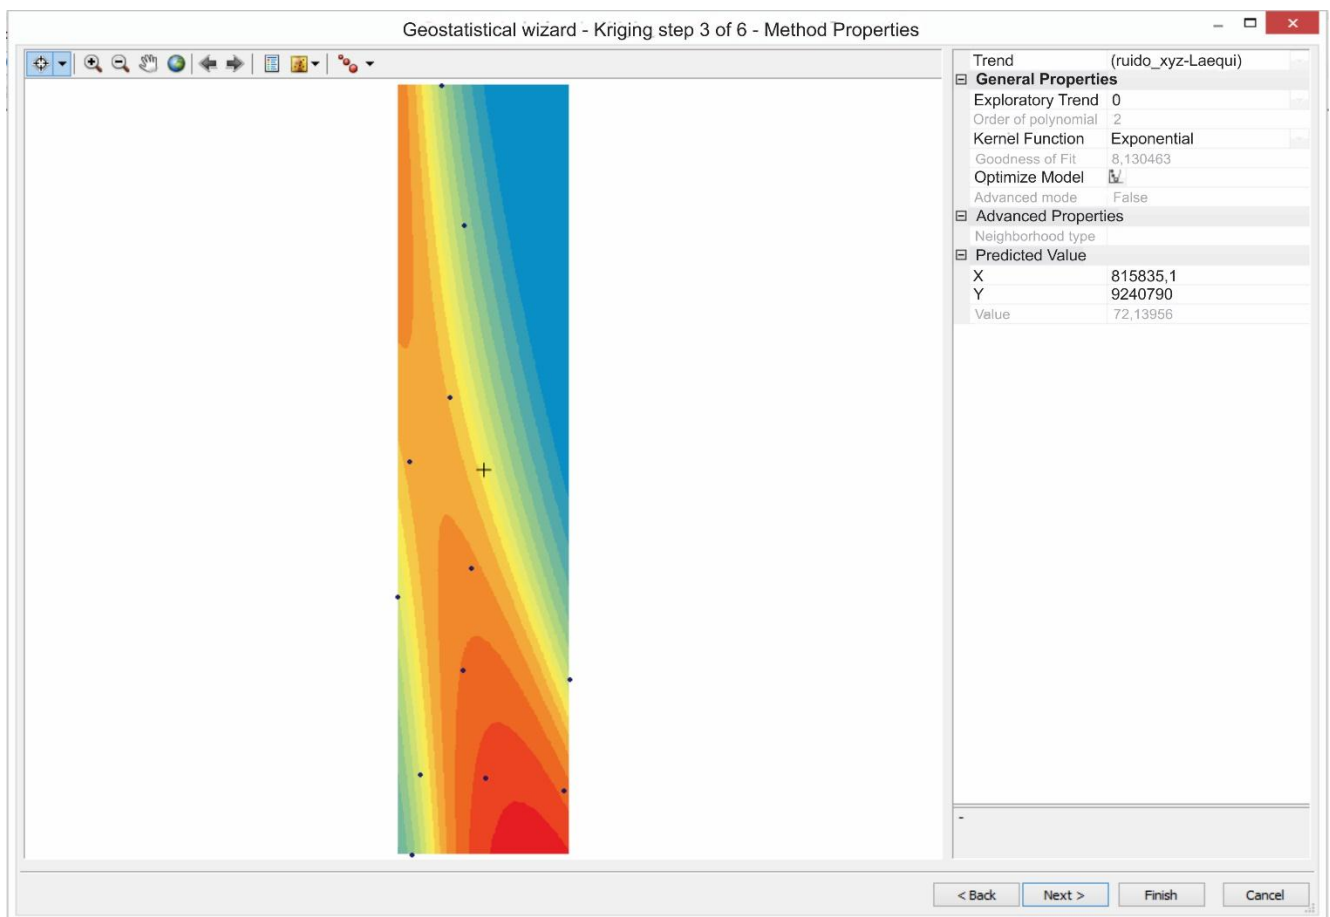 Geostatistical wizard - Kriging step 3 of 6 - Method Properties
Trend (ruido_xyz-Laequi)
General Properties
Exploratory Trend 0
Order of polynomial 2
Kernel Function Exponential
Goodness of Fit 8,130463
Optimize Model
Advanced mode False
Advanced Properties
Neighborhood type
Predicted Value
X 815835,1
Y 9240790
Value 72,13956
-
< Back Next > Finish Cancel